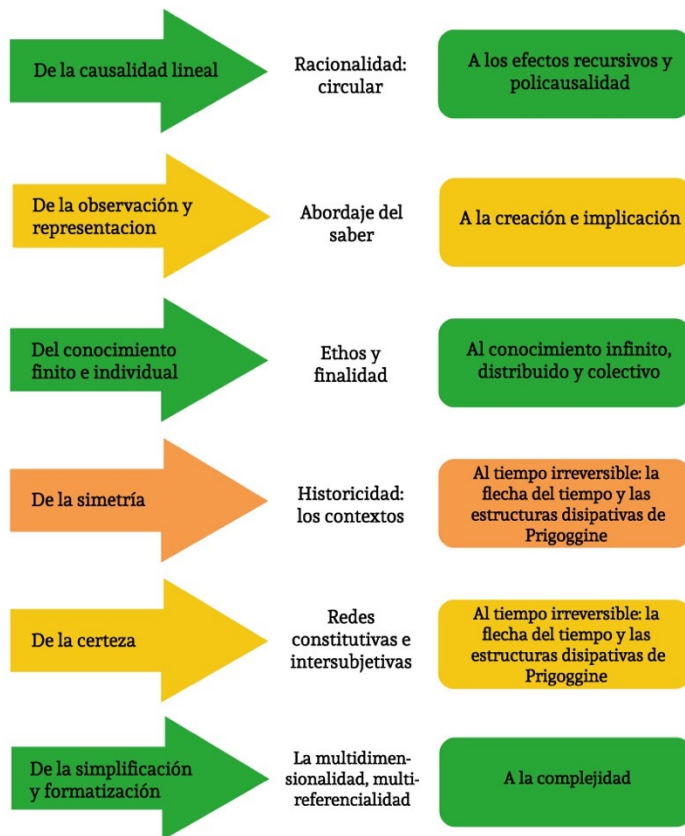 De la causalidad lineal
Racionalidad:
circular
A los efectos recursivos y
policausalidad
De la observación y
representacion
Abordaje del
saber
A la creación e implicación
Del conocimiento
finito e individual
Ethos y
finalidad
Al conocimiento infinito,
distribuido y colectivo
De la simetría
Historicidad:
los contextos
Al tiempo irreversible: la
flecha del tiempo y las
estructuras disipativas de
Prigoggine
De la certeza
Redes
constitutivas e
intersubjetivas
Al tiempo irreversible: la
flecha del tiempo y las
estructuras disipativas de
Prigoggine
De la simplificación
y formatización
La multidimen-
sionalidad, multi-
referencialidad
A la complejidad